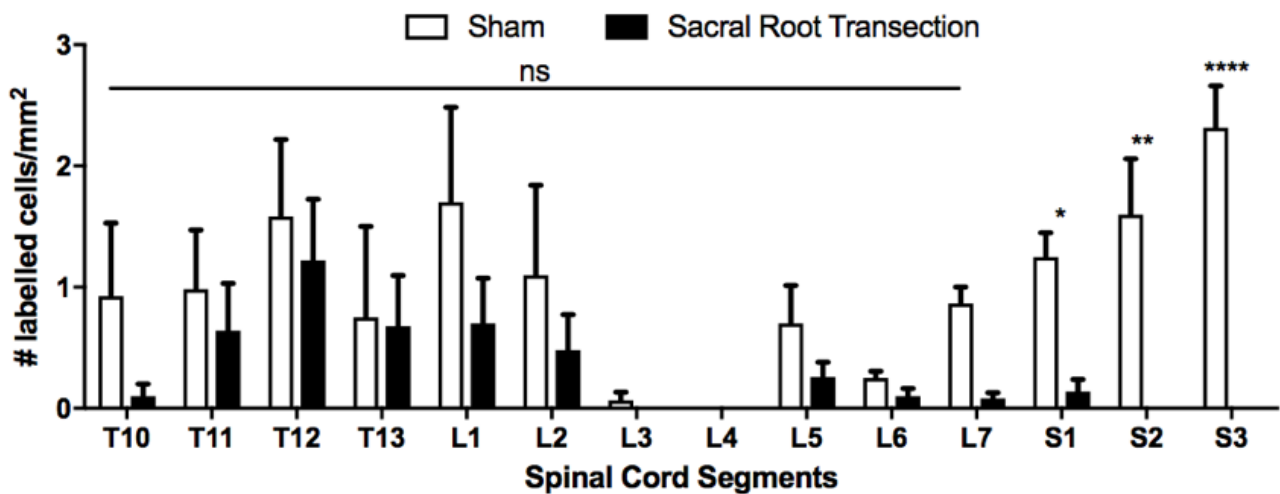 Sham Sacral Root Transection
# labelled cells/mm²
3
2
1
0
ns
*
**
****
T10 T11 T12 T13 L1 L2 L3 L4 L5 L6 L7 S1 S2 S3
Spinal Cord Segments